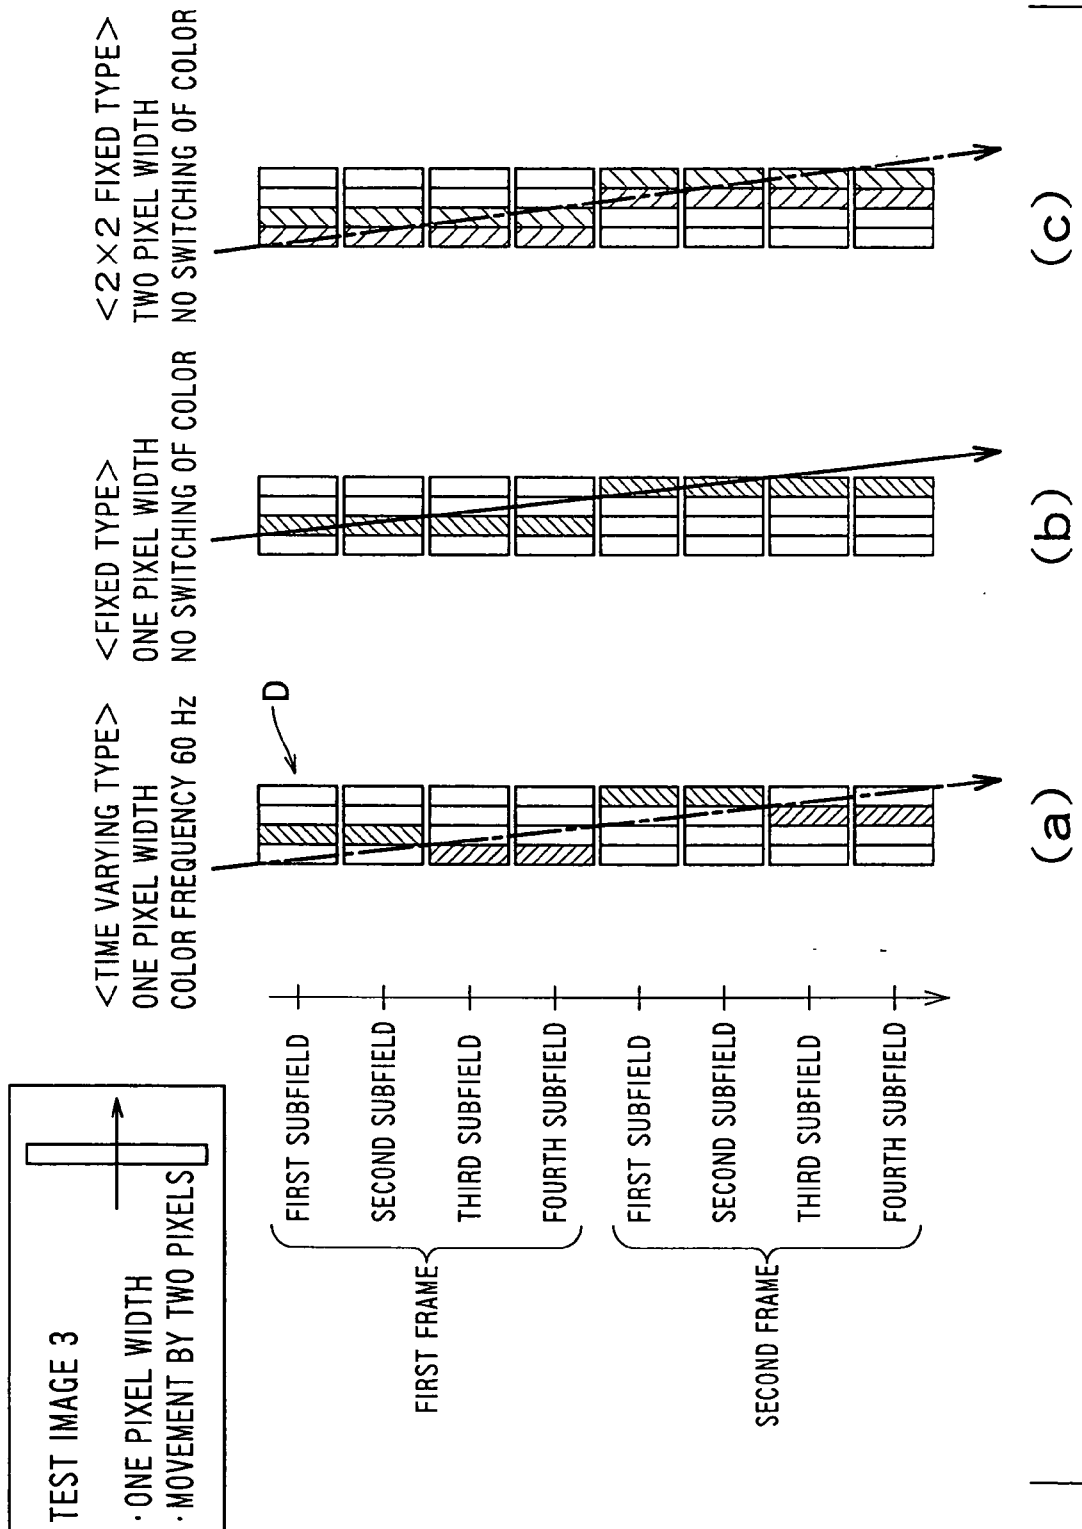 TEST IMAGE 3
·ONE PIXEL WIDTH
·MOVEMENT BY TWO PIXELS
<TIME VARYING TYPE>
ONE PIXEL WIDTH
COLOR FREQUENCY 60 Hz
<FIXED TYPE>
ONE PIXEL WIDTH
NO SWITCHING OF COLOR
<2×2 FIXED TYPE>
TWO PIXEL WIDTH
NO SWITCHING OF COLOR
D
FIRST FRAME
FIRST SUBFIELD
SECOND SUBFIELD
THIRD SUBFIELD
FOURTH SUBFIELD
SECOND FRAME
FIRST SUBFIELD
SECOND SUBFIELD
THIRD SUBFIELD
FOURTH SUBFIELD
(a)
(b)
(c)